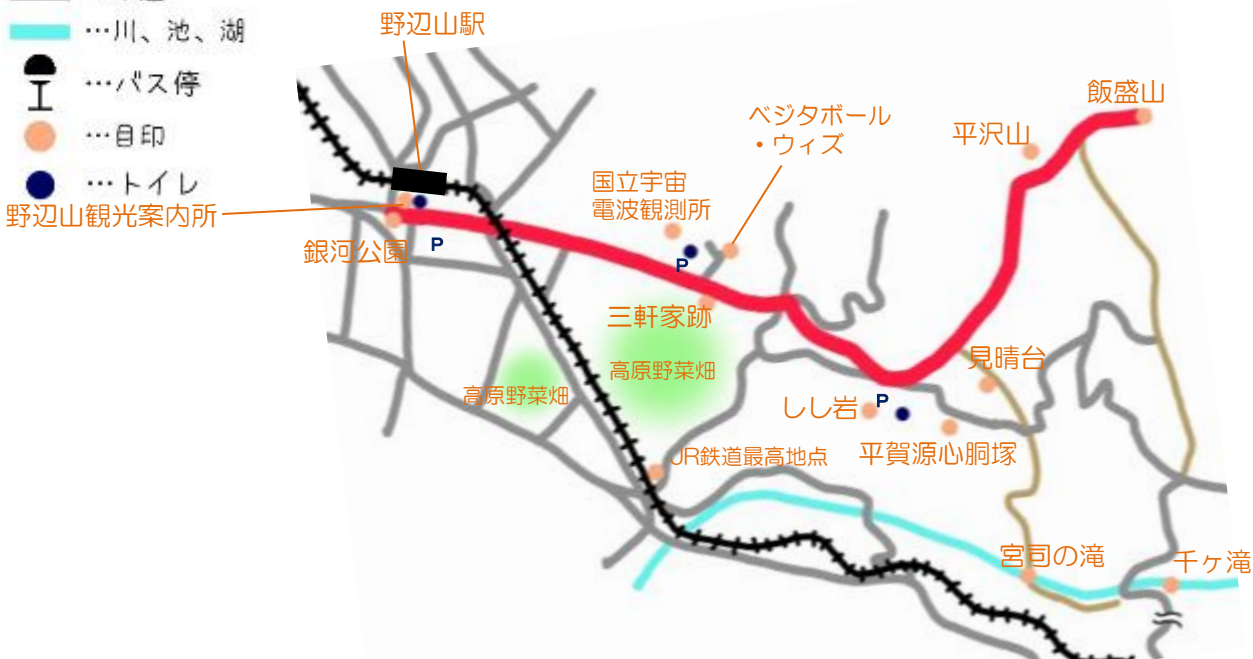 …川、池、湖
…バス停
…目印
…トイレ
野辺山駅
飯盛山
ベジタボール
・ウィズ
平沢山
国立宇宙
電波観測所
野辺山観光案内所
銀河公園
P
P
三軒家跡
見晴台
高原野菜畑
高原野菜畑
P
しし岩
平賀源心胴塚
JR鉄道最高地点
宮司の滝
千ヶ滝